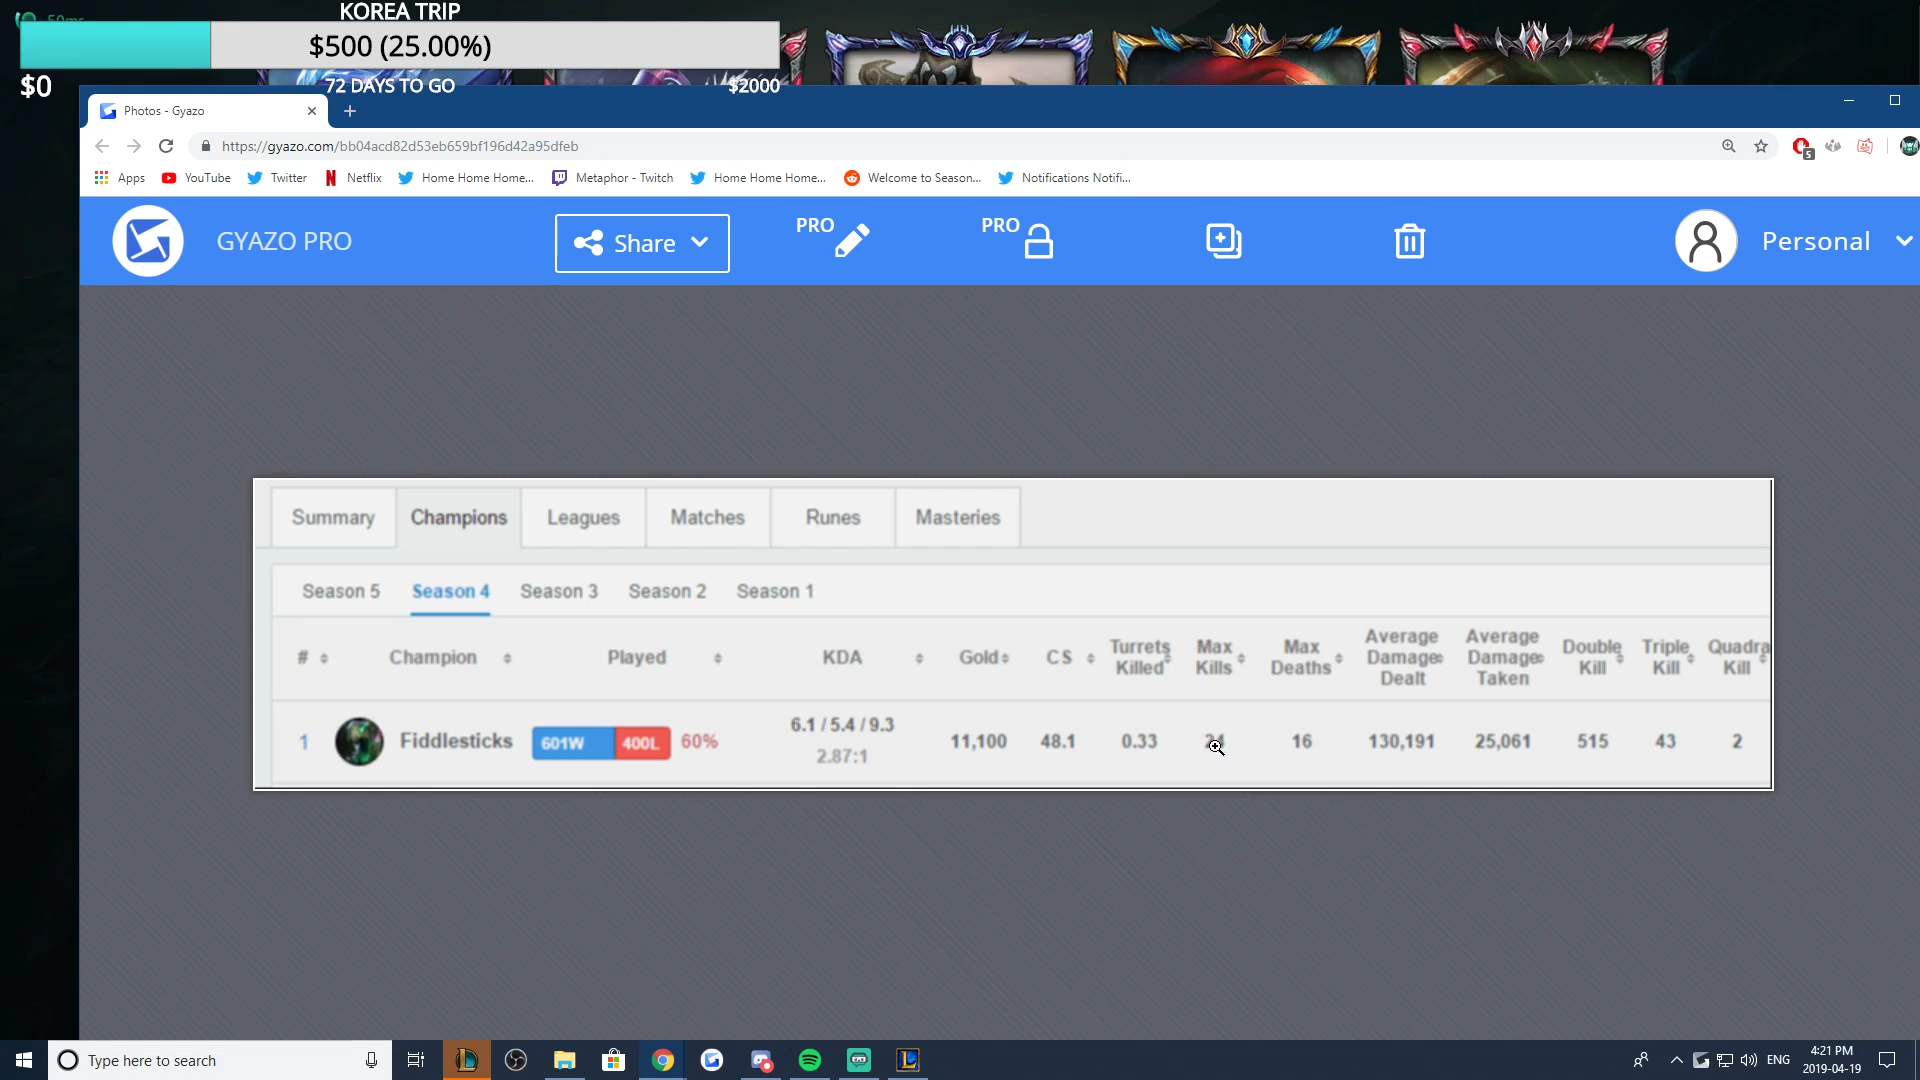 KOREA TRIP
$500 (25.00%)
$0
72 DAYS TO GO
$2000
Photos - Gyazo
https://gyazo.com/bb04acd82d53eb659bf196d42a95dfeb
5
Apps
YouTube
Twitter
Netflix
Home Home Home...
Metaphor - Twitch
Home Home Home...
Welcome to Season...
Notifications Notifi...
GYAZO PRO
Share
PRO
PRO
Personal
Summary
Champions
Leagues
Matches
Runes
Masteries
Season 5
Season 4
Season 3
Season 2
Season 1
#
Champion
Played
KDA
Gold
CS
Turrets
Killed
Max
Kills
Max
Deaths
Average
Damage
Dealt
Average
Damage
Taken
Double
Kill
Triple
Kill
Quadra
Kill
1
Fiddlesticks
601W
400L
60%
6.1 / 5.4 / 9.3
2.87:1
11,100
48.1
0.33
16
130,191
25,061
515
43
2
Type here to search
ENG
4:21 PM
2019-04-19